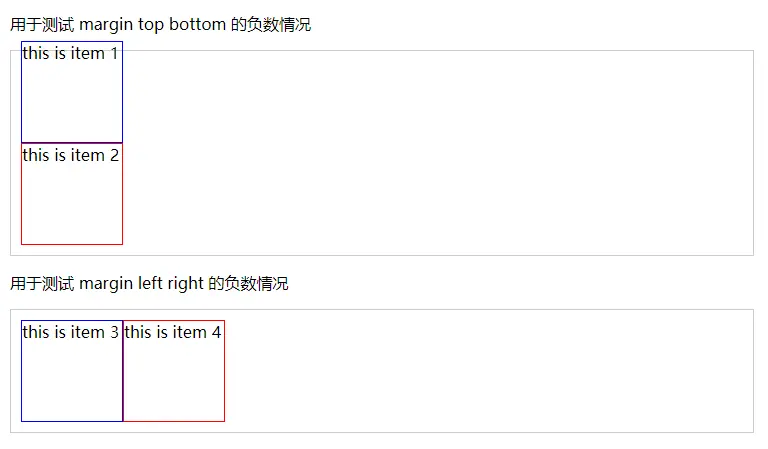 用于测试 margin top bottom 的负数情况
this is item 1
this is item 2
用于测试 margin left right 的负数情况
this is item 3 this is item 4